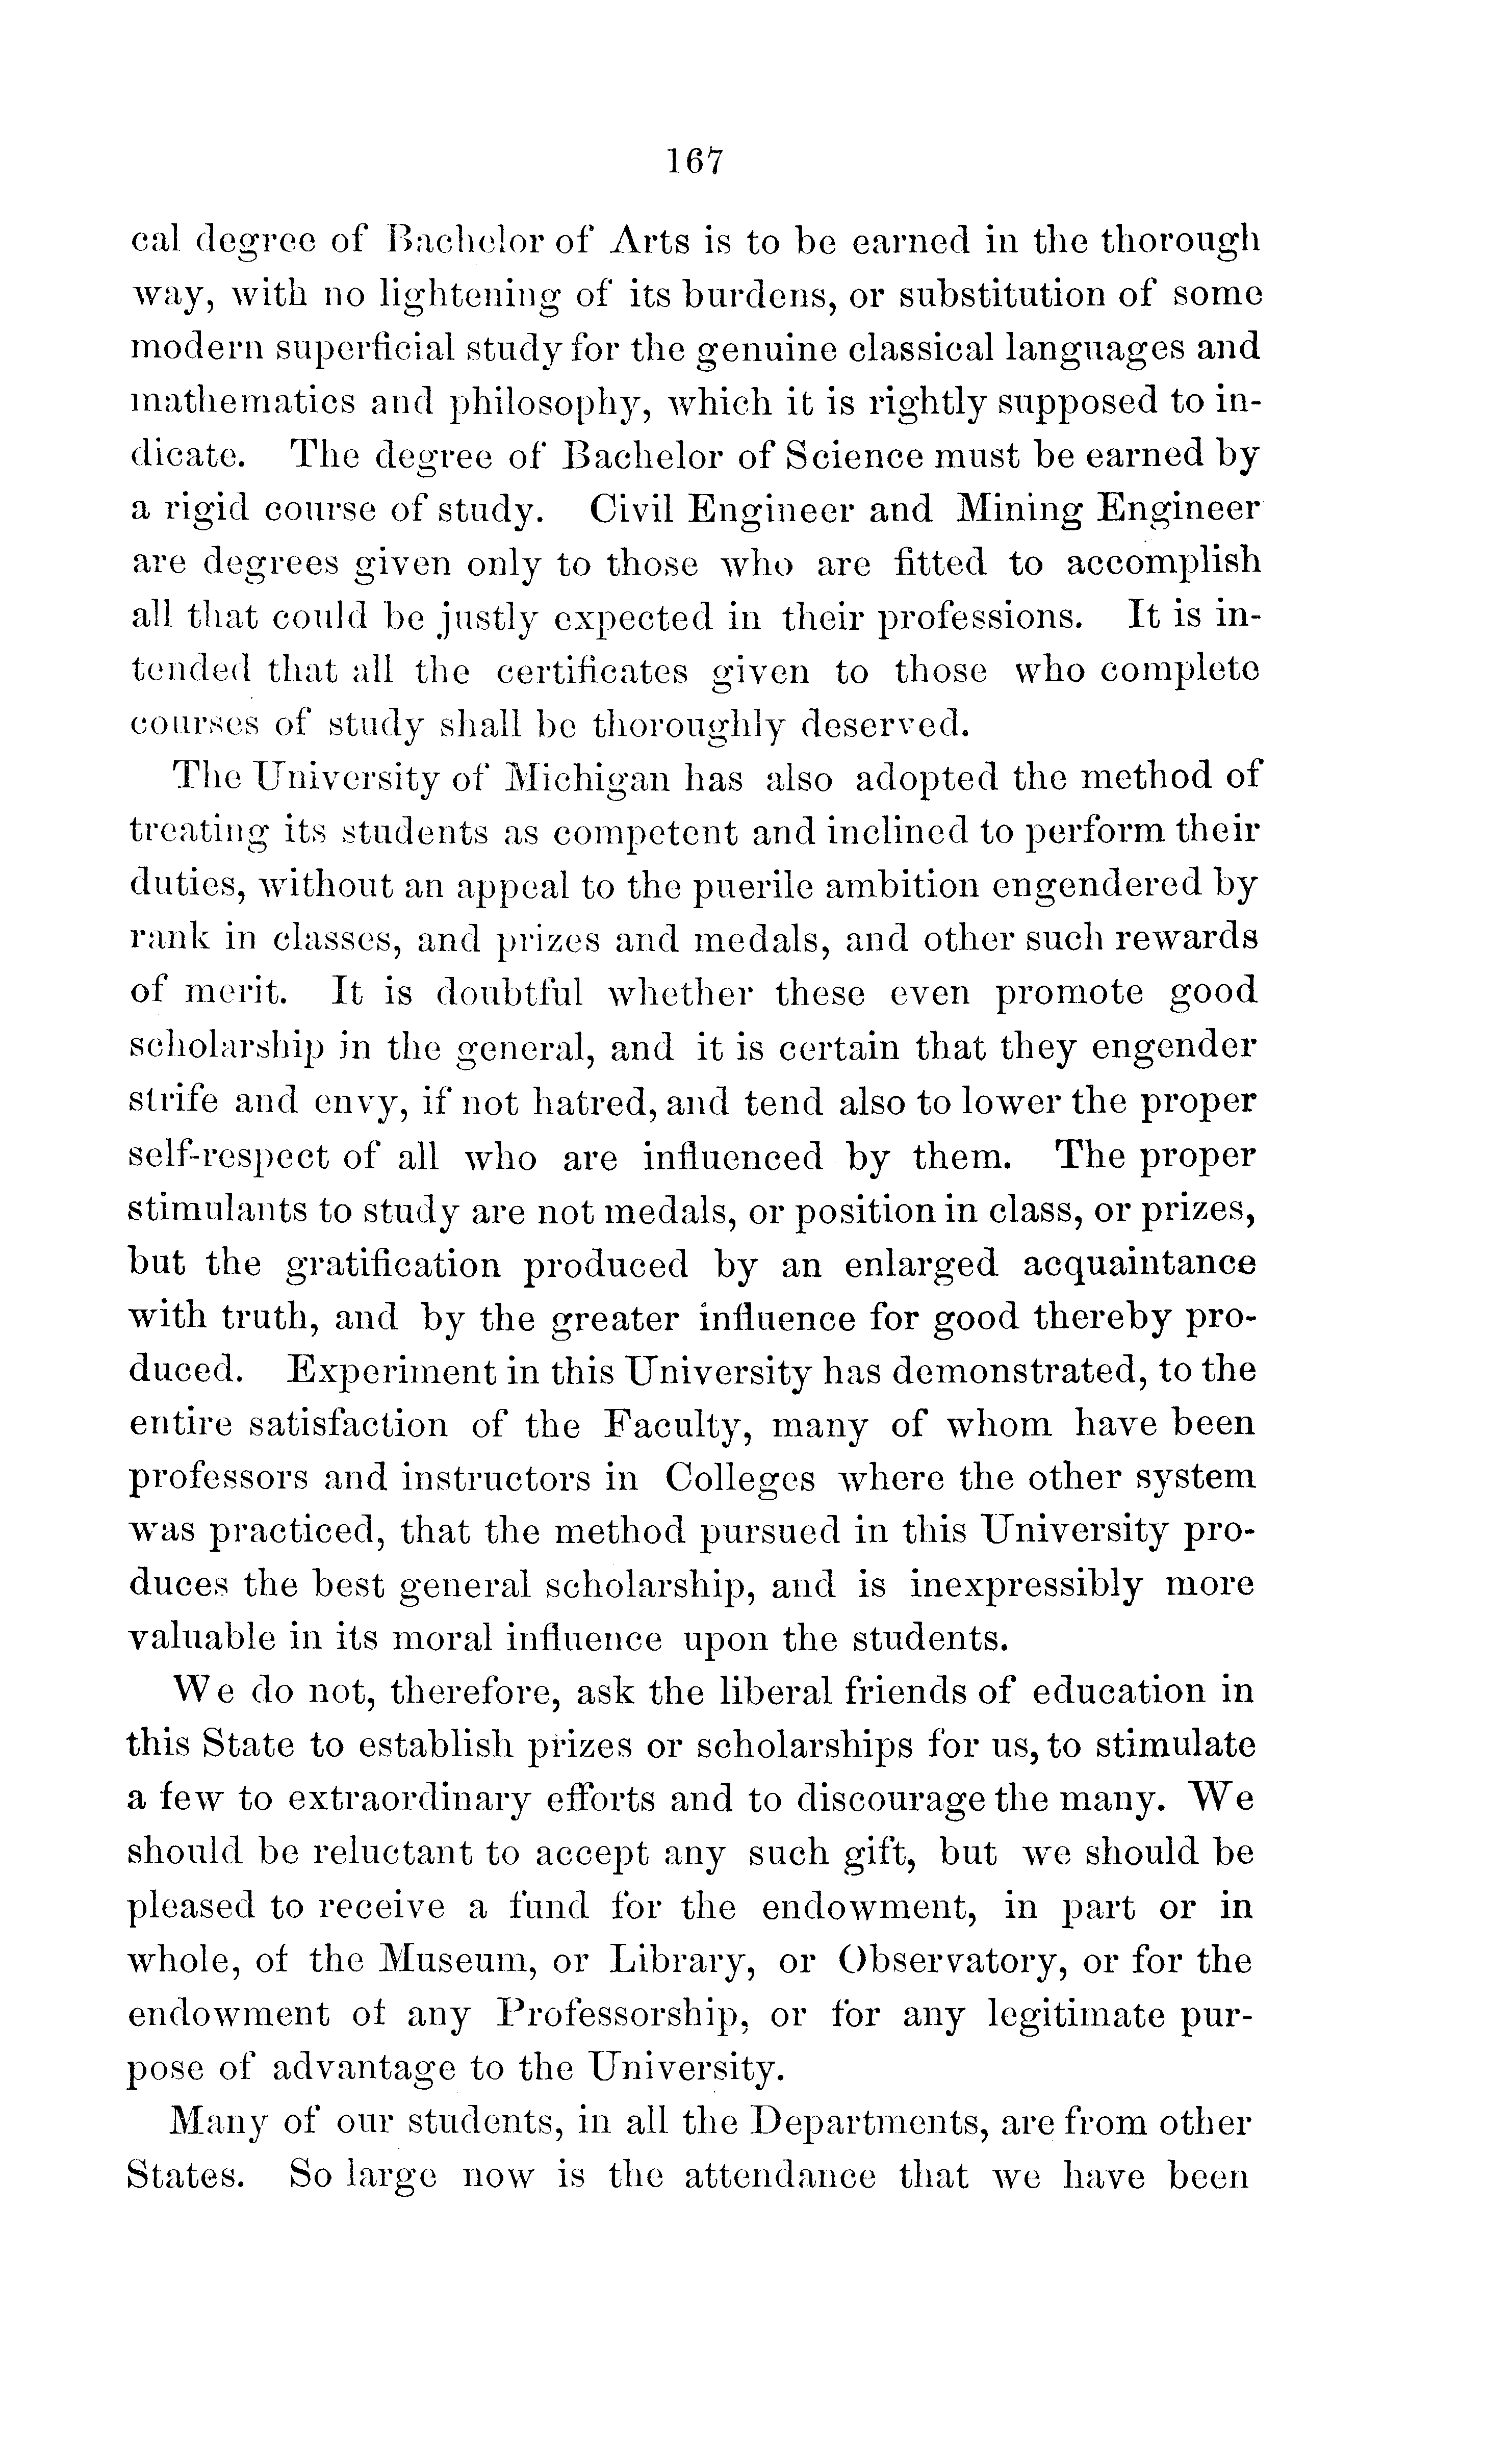 167
cal degree of Bachelor of Arts is to be earned in the thorough
way, with no lightening of its burdens, or substitution of some
modern superficial study for the genuine classical languages and
mathematics and philosophy, which it is rightly supposed to in-
dicate. The degree of Bachelor of Science must be earned by
a rigid course of study. Civil Engineer and Mining Engineer
are degrees given only to those who are fitted to accomplish
all that could be justly expected in their professions. It is in-
tended that all the certificates given to those who complete
courses of study shall be thoroughly deserved.
The University of Michigan has also adopted the method of
treating its students as competent and inclined to perform their
duties, without an appeal to the puerile ambition engendered by
rank in classes, and prizes and medals, and other such rewards
of merit. It is doubtful whether these even promote good
scholarship in the general, and it is certain that they engender
strife and envy, if not hatred, and tend also to lower the proper
self-respect of all who are influenced by them. The proper
stimulants to study are not medals, or position in class, or prizes,
but the gratification produced by an enlarged acquaintance
with truth, and by the greater influence for good thereby pro-
duced. Experiment in this University has demonstrated, to the
entire satisfaction of the Faculty, many of whom have been
professors and instructors in Colleges where the other system
was practiced, that the method pursued in this University pro-
duces the best general scholarship, and is inexpressibly more
valuable in its moral influence upon the students.
We do not, therefore, ask the liberal friends of education in
this State to establish prizes or scholarships for us, to stimulate
a few to extraordinary efforts and to discourage the many. We
should be reluctant to accept any such gift, but we should be
pleased to receive a fund for the endowment, in part or in
whole, of the Museum, or Library, or Observatory, or for the
endowment of any Professorship, or for any legitimate pur-
pose of advantage to the University.
Many of our students, in all the Departments, are from other
States. So large now is the attendance that we have been